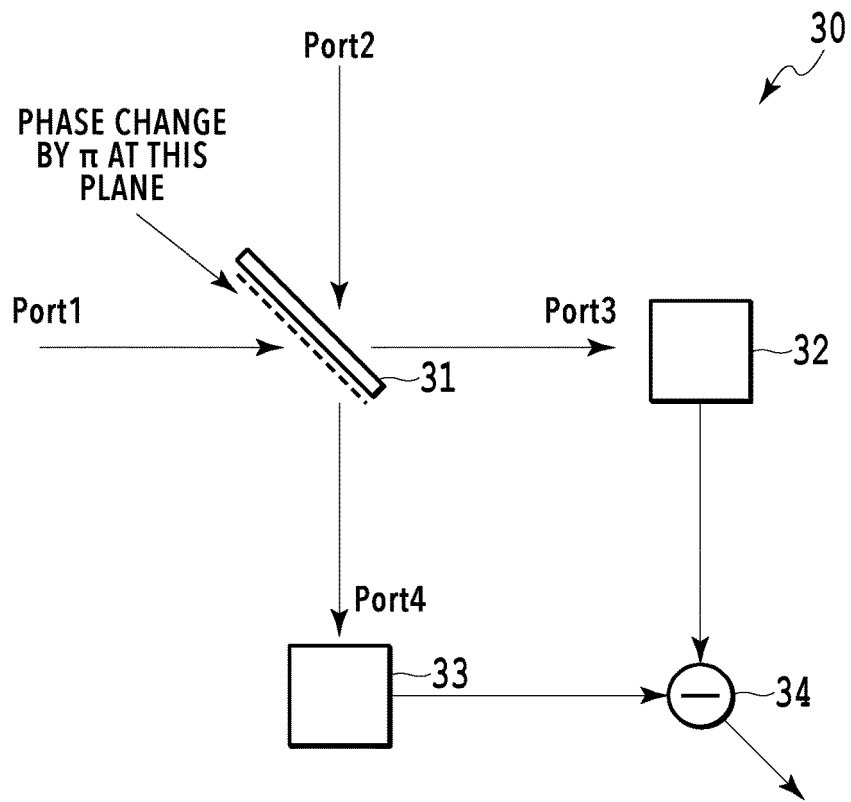 30
Port2
PHASE CHANGE
BY π AT THIS
PLANE
Port1
Port3
32
31
Port4
33
34